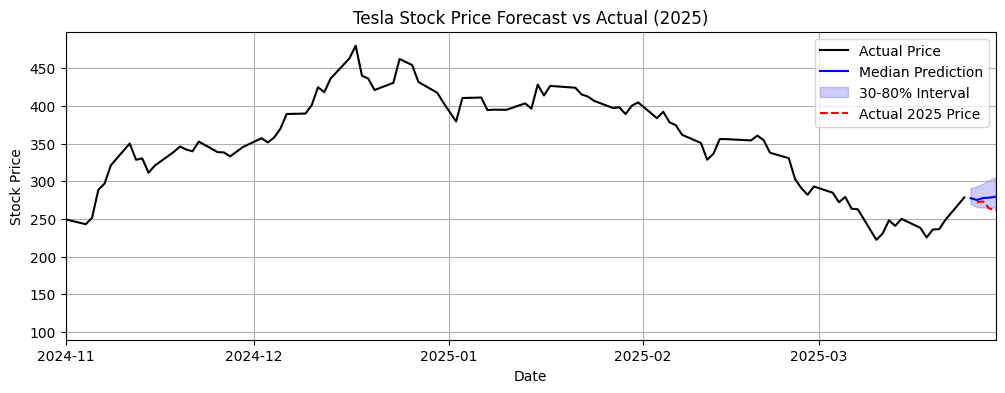 Tesla Stock Price Forecast vs Actual (2025)
Actual Price
Median Prediction
30-80% Interval
Actual 2025 Price
Stock Price
450
400
350
300
250
200
150
100
2024-11
2024-12
2025-01
2025-02
2025-03
Date